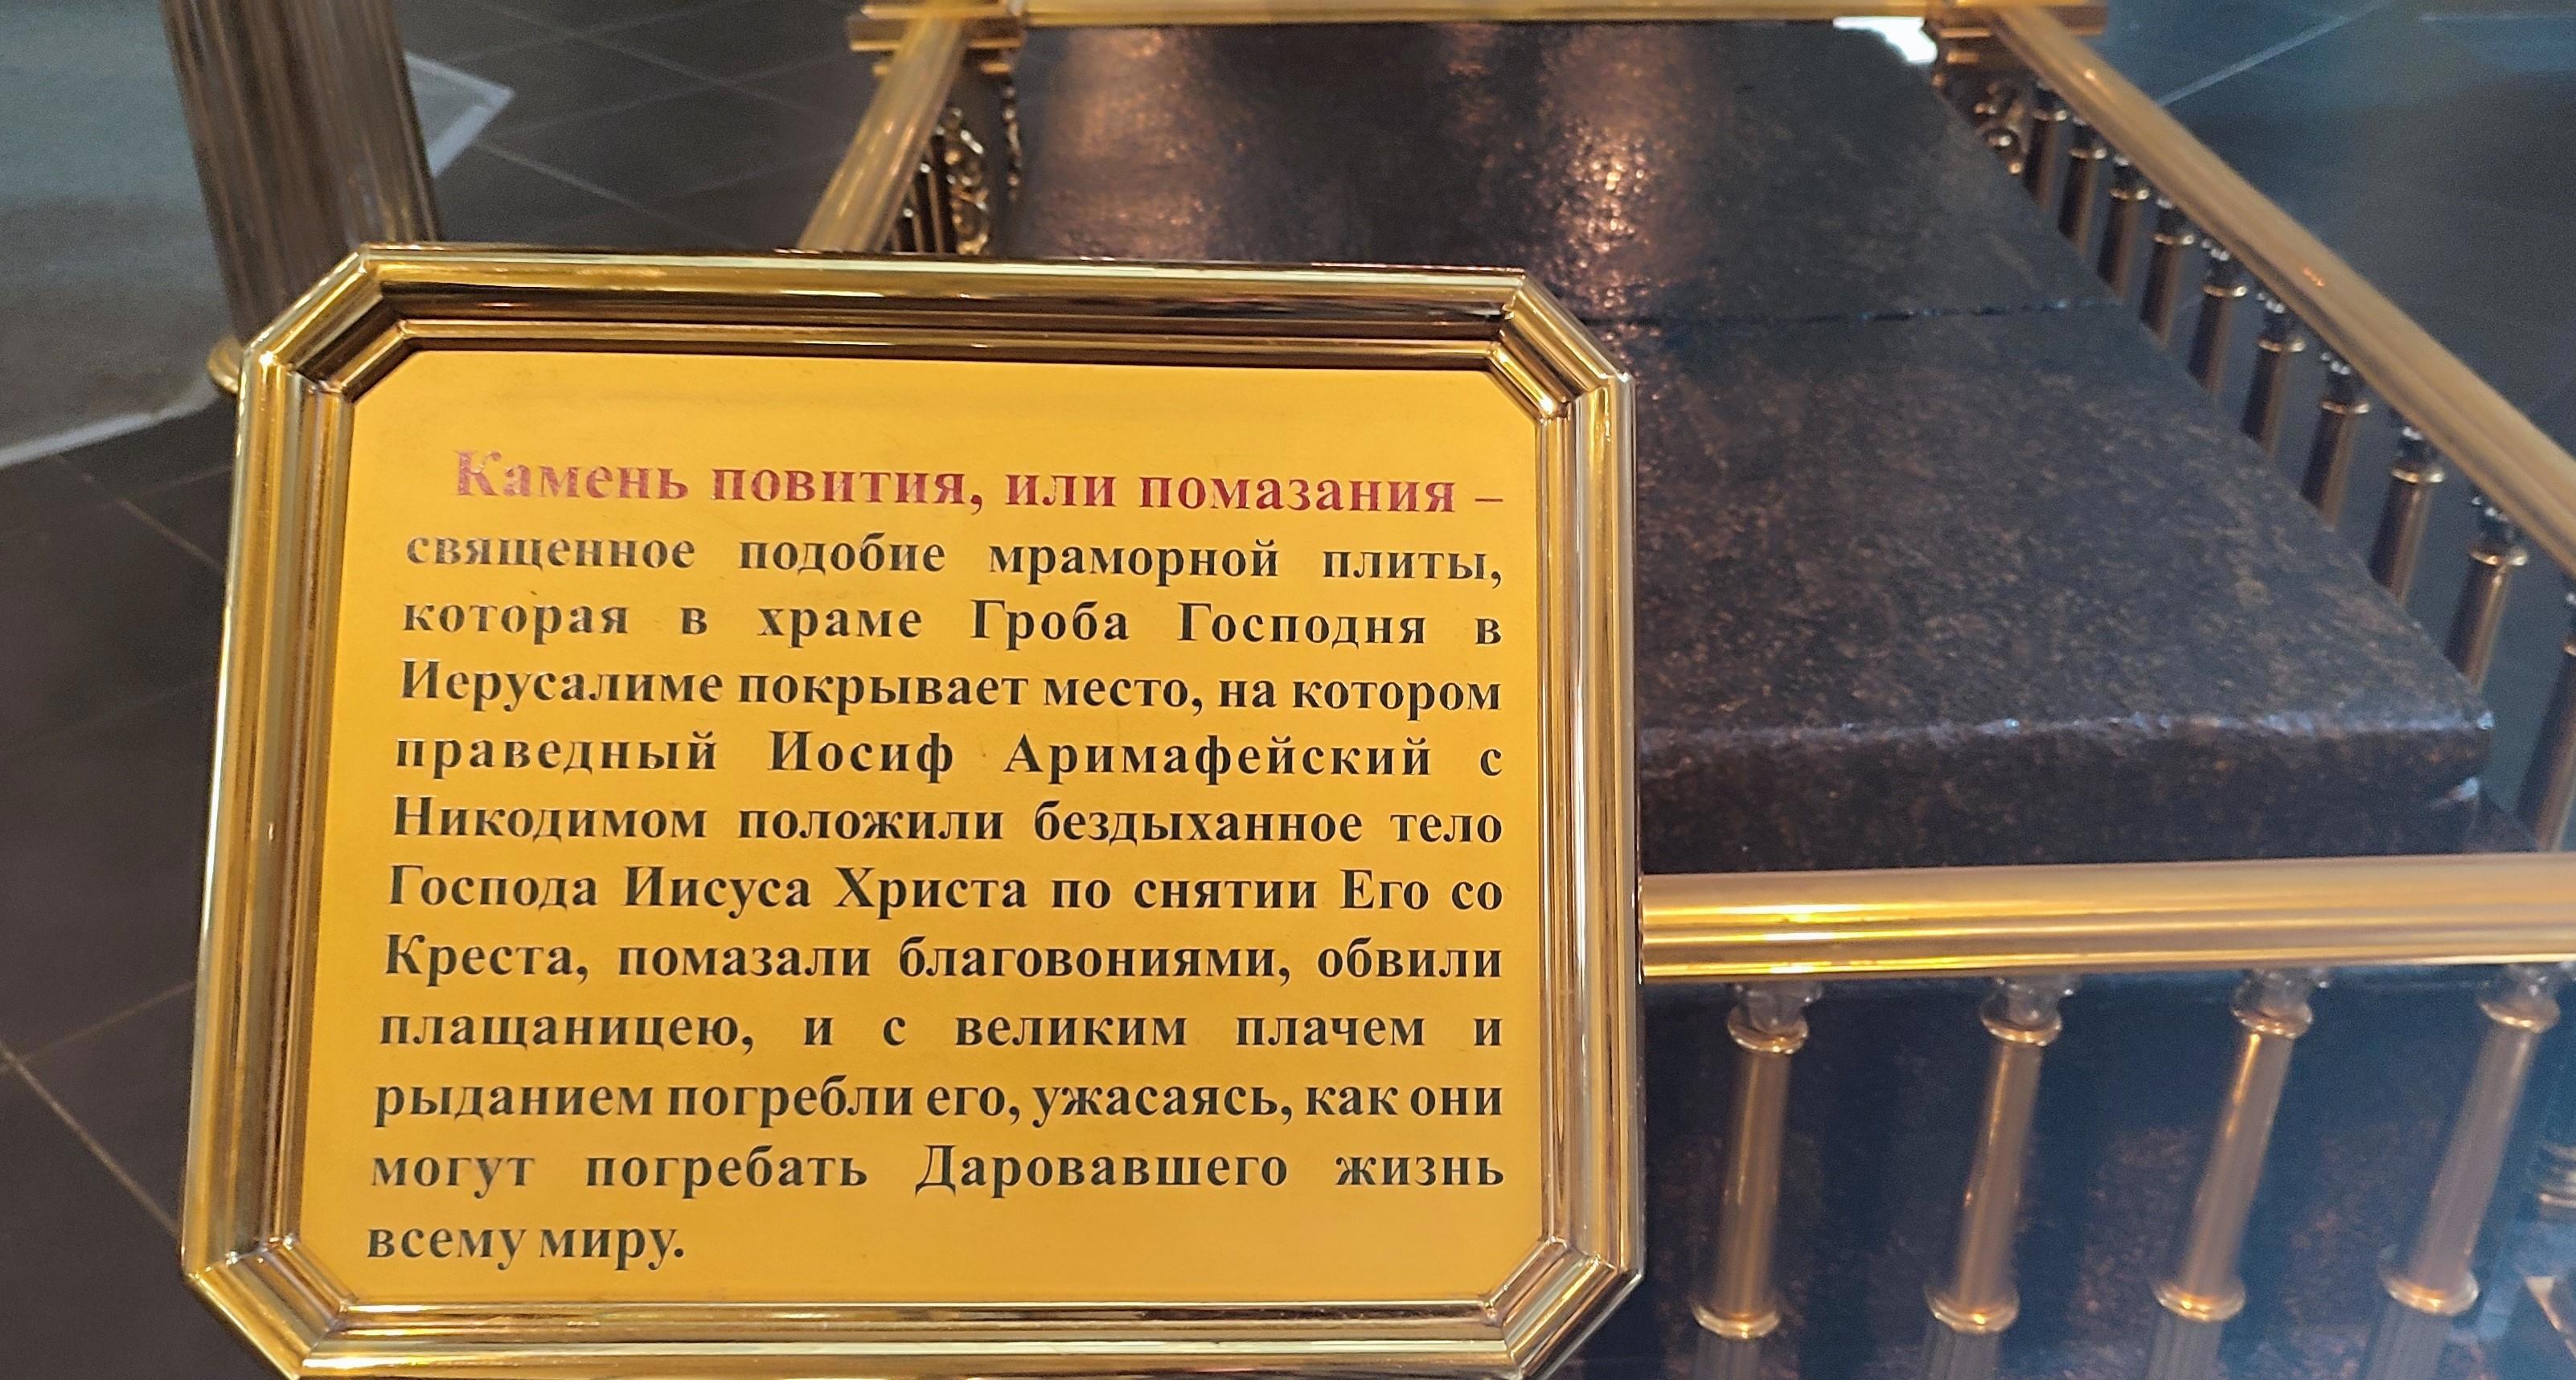 Камень повития, или помазания –
священное подобие мраморной плиты,
которая в храме Гроба Господня в
Иерусалиме покрывает место, на котором
праведный Иосиф Аримафейский с
Никодимом положили бездыханное тело
Господа Иисуса Христа по снятии Его со
Креста, помазали благовониями, обвили
плащаницею, и с великим плачем и
рыданием погребли его, ужасаясь, как они
могут погребать Даровавшего жизнь
всему миру.